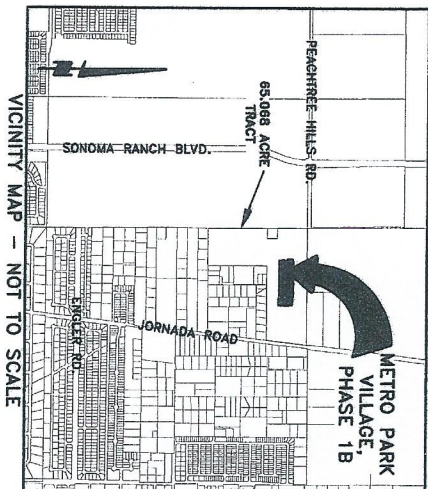 PEACHTREE HILLS RD.
65.068 ACRE
TRACT
SONOMA RANCH BLVD.
METRO PARK
VILLAGE,
PHASE 1B
JORNADA ROAD
ENGLER RD.
N
VICINITY MAP - NOT TO SCALE